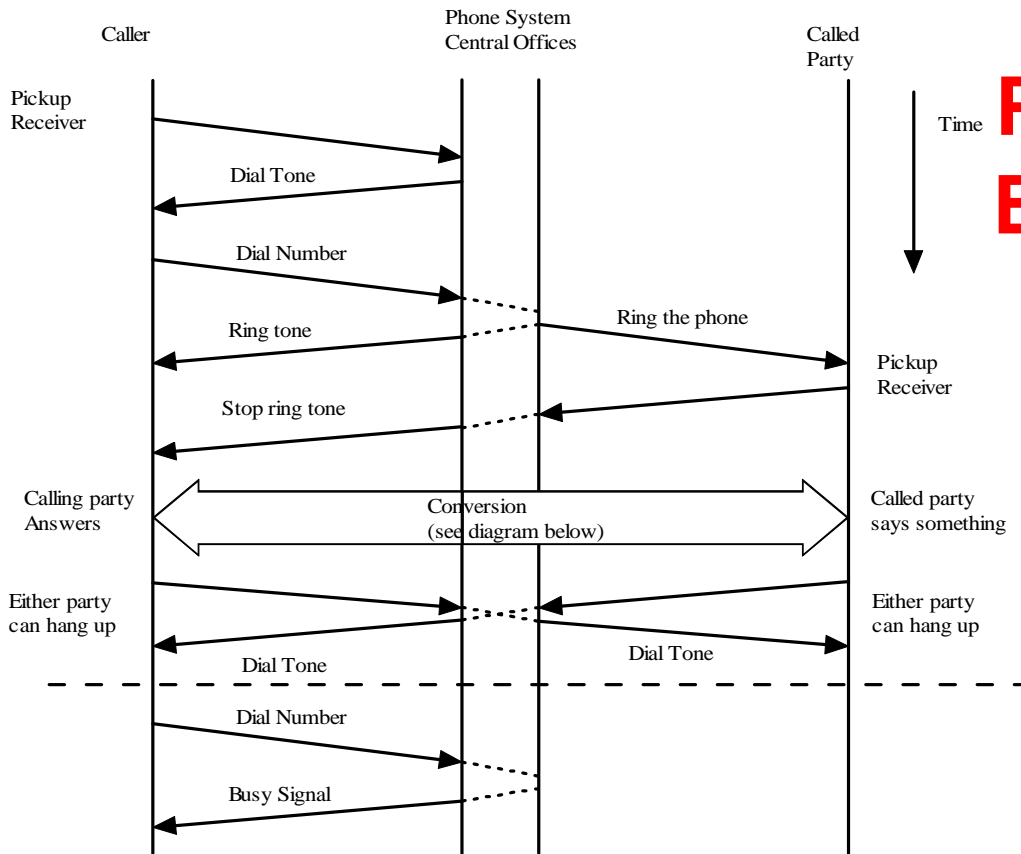 Caller
Phone System
Central Offices
Called
Party
Pickup
Receiver
Time
P
E
Dial Tone
Dial Number
Ring the phone
Ring tone
Pickup
Receiver
Stop ring tone
Calling party
Answers
Conversion
(see diagram below)
Called party
says something
Either party
can hang up
Either party
can hang up
Dial Tone
Dial Tone
Dial Number
Busy Signal